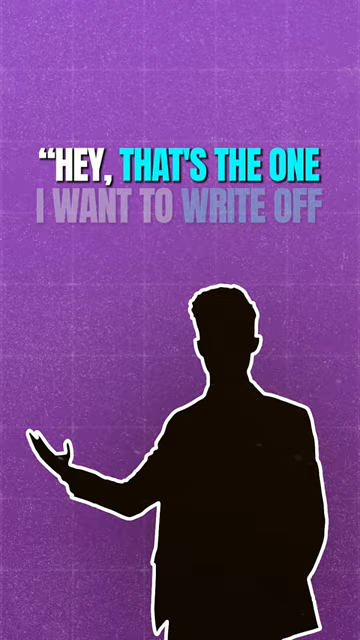 “HEY, THAT'S THE ONE
I WANT TO WRITE OFF